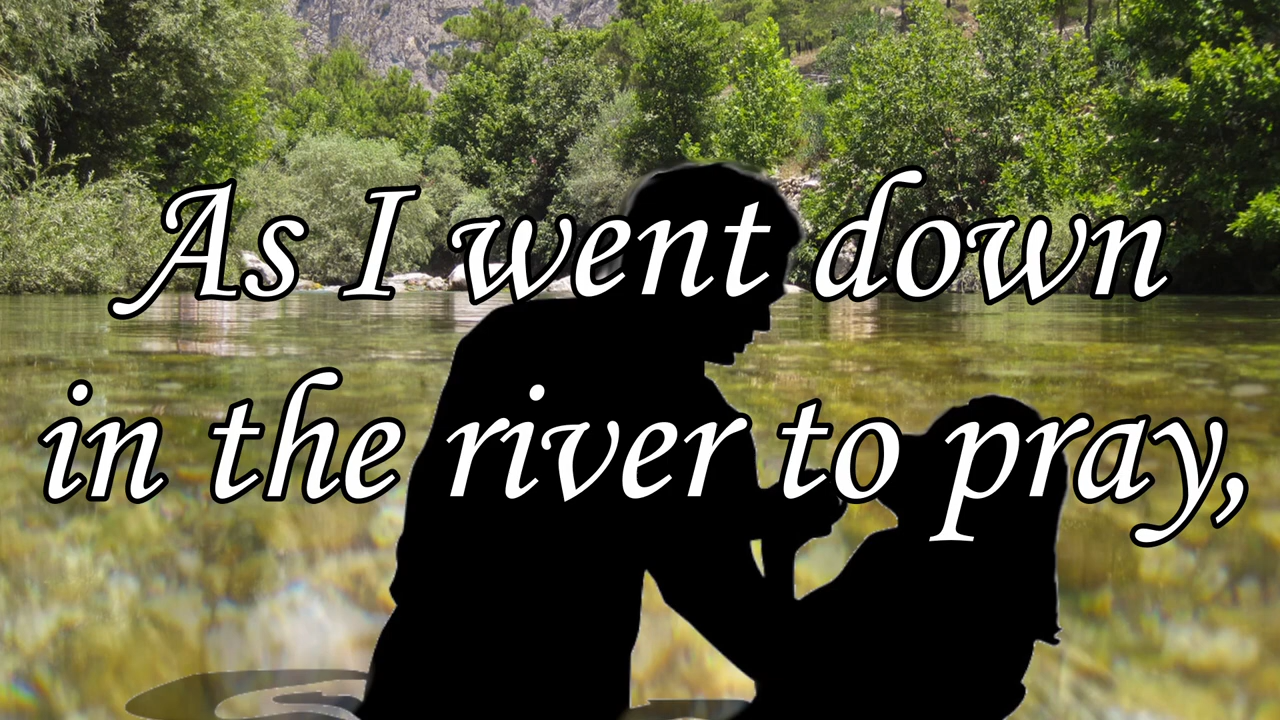 As I went down
in the river to pray,